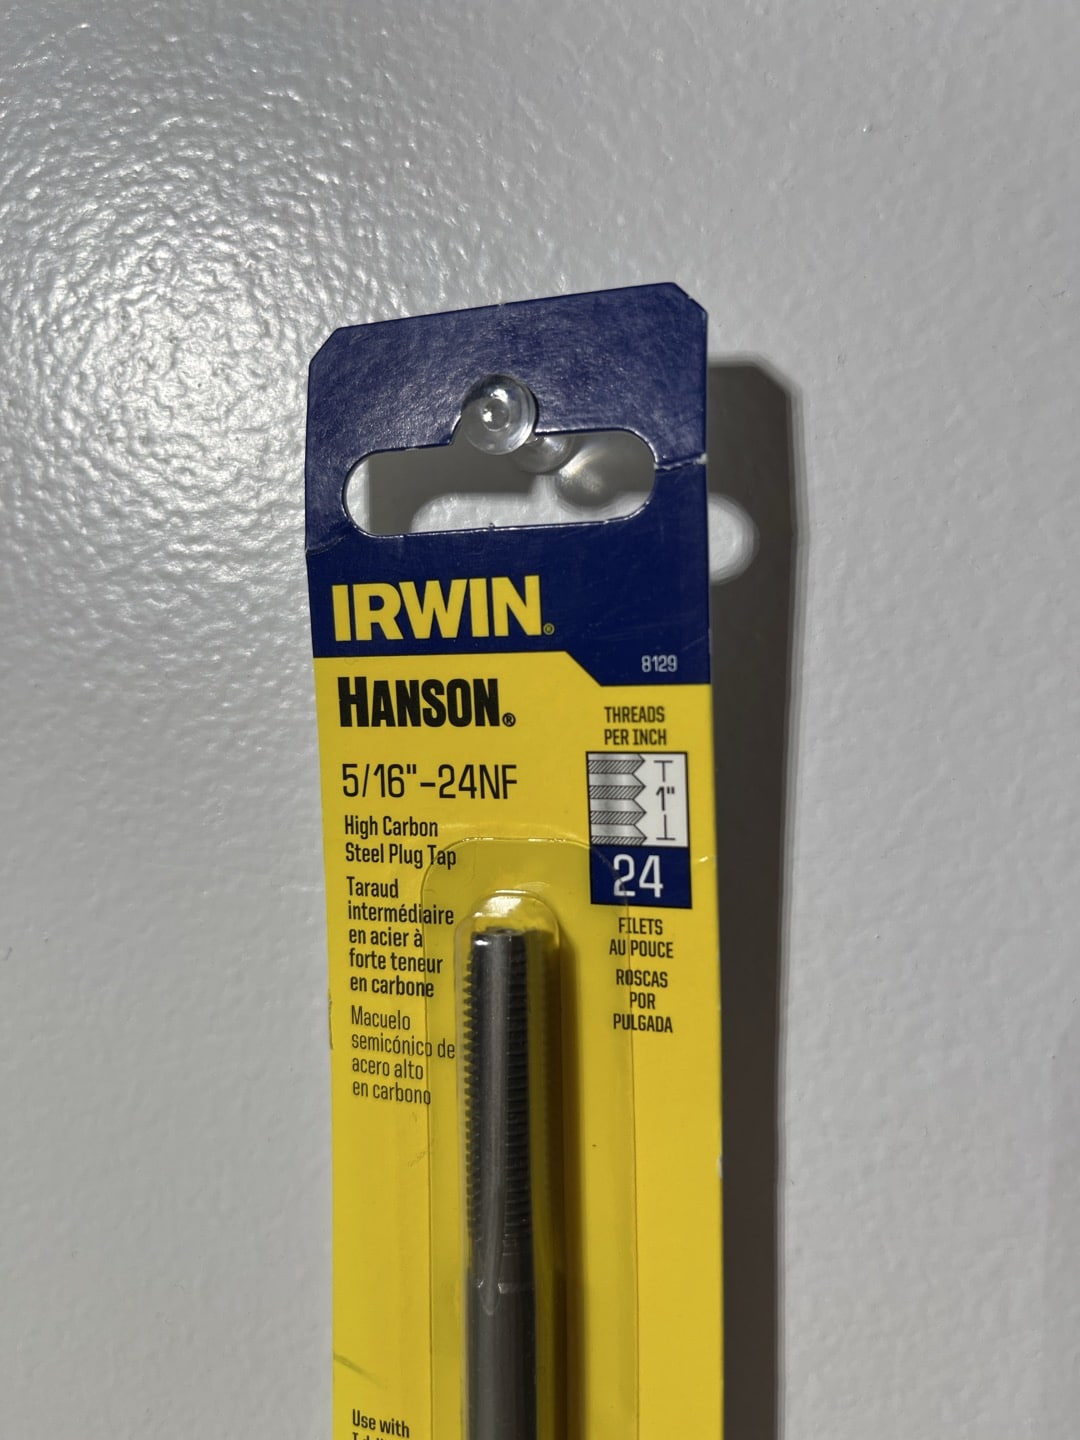 IRWIN®
8129
HANSON®
5/16"-24NF
High Carbon
Steel Plug Tap
Taraud
intermédiaire
en acier à
forte teneur
en carbone
Macuelo
semicónico de
acero alto
en carbono
THREADS
PER INCH
1"
24
FILETS
AU POUCE
ROSCAS
POR
PULGADA
Use with